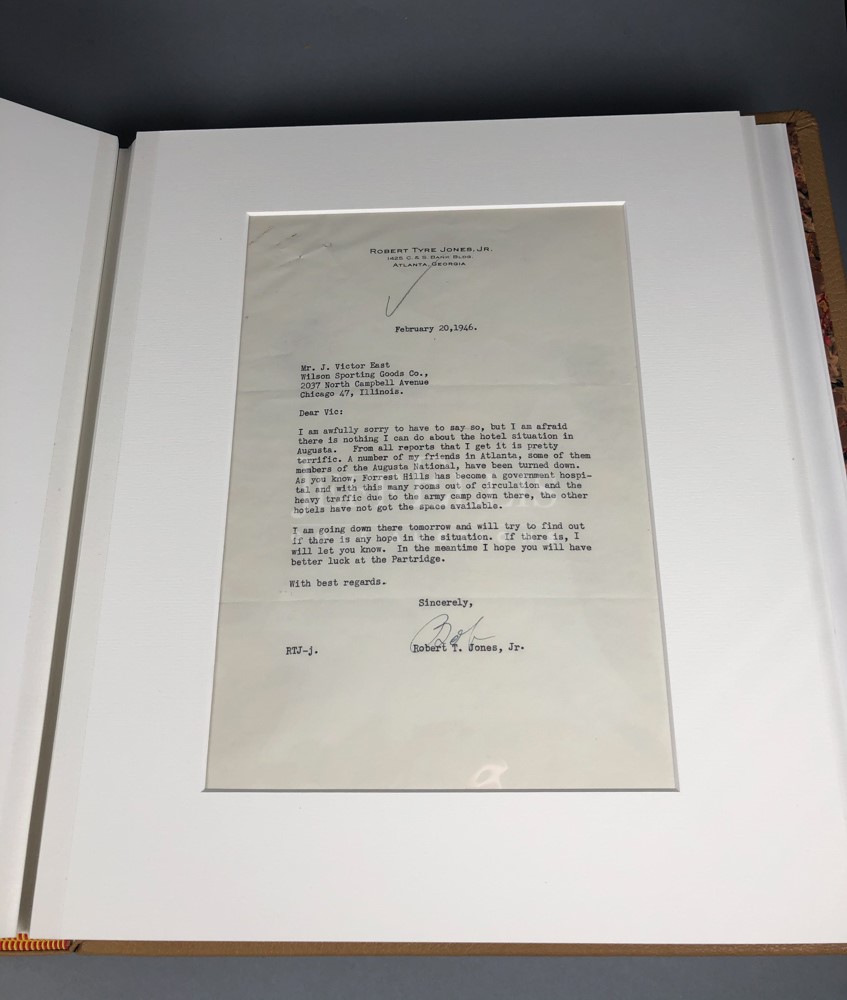 ROBERT TYRE JONES, JR.
1425 C. & S. BANK BLDG.
ATLANTA, GEORGIA
February 20,1946.
Mr. J. Victor East
Wilson Sporting Goods Co.,
2037 North Campbell Avenue
Chicago 47, Illinois.
Dear Vic:
I am awfully sorry to have to say so, but I am afraid
there is nothing I can do about the hotel situation in
Augusta. From all reports that I get it is pretty
terrific. A number of my friends in Atlanta, some of them
members of the Augusta National, have been turned down.
As you know, Forrest Hills has become a government hospi-
tal and with this many rooms out of circulation and the
heavy traffic due to the army camp down there, the other
hotels have not got the space available.
I am going down there tomorrow and will try to find out
if there is any hope in the situation. If there is, I
will let you know. In the meantime I hope you will have
better luck at the Partridge.
With best regards.
Sincerely,
Bob
RTJ-j. Robert T. Jones, Jr.